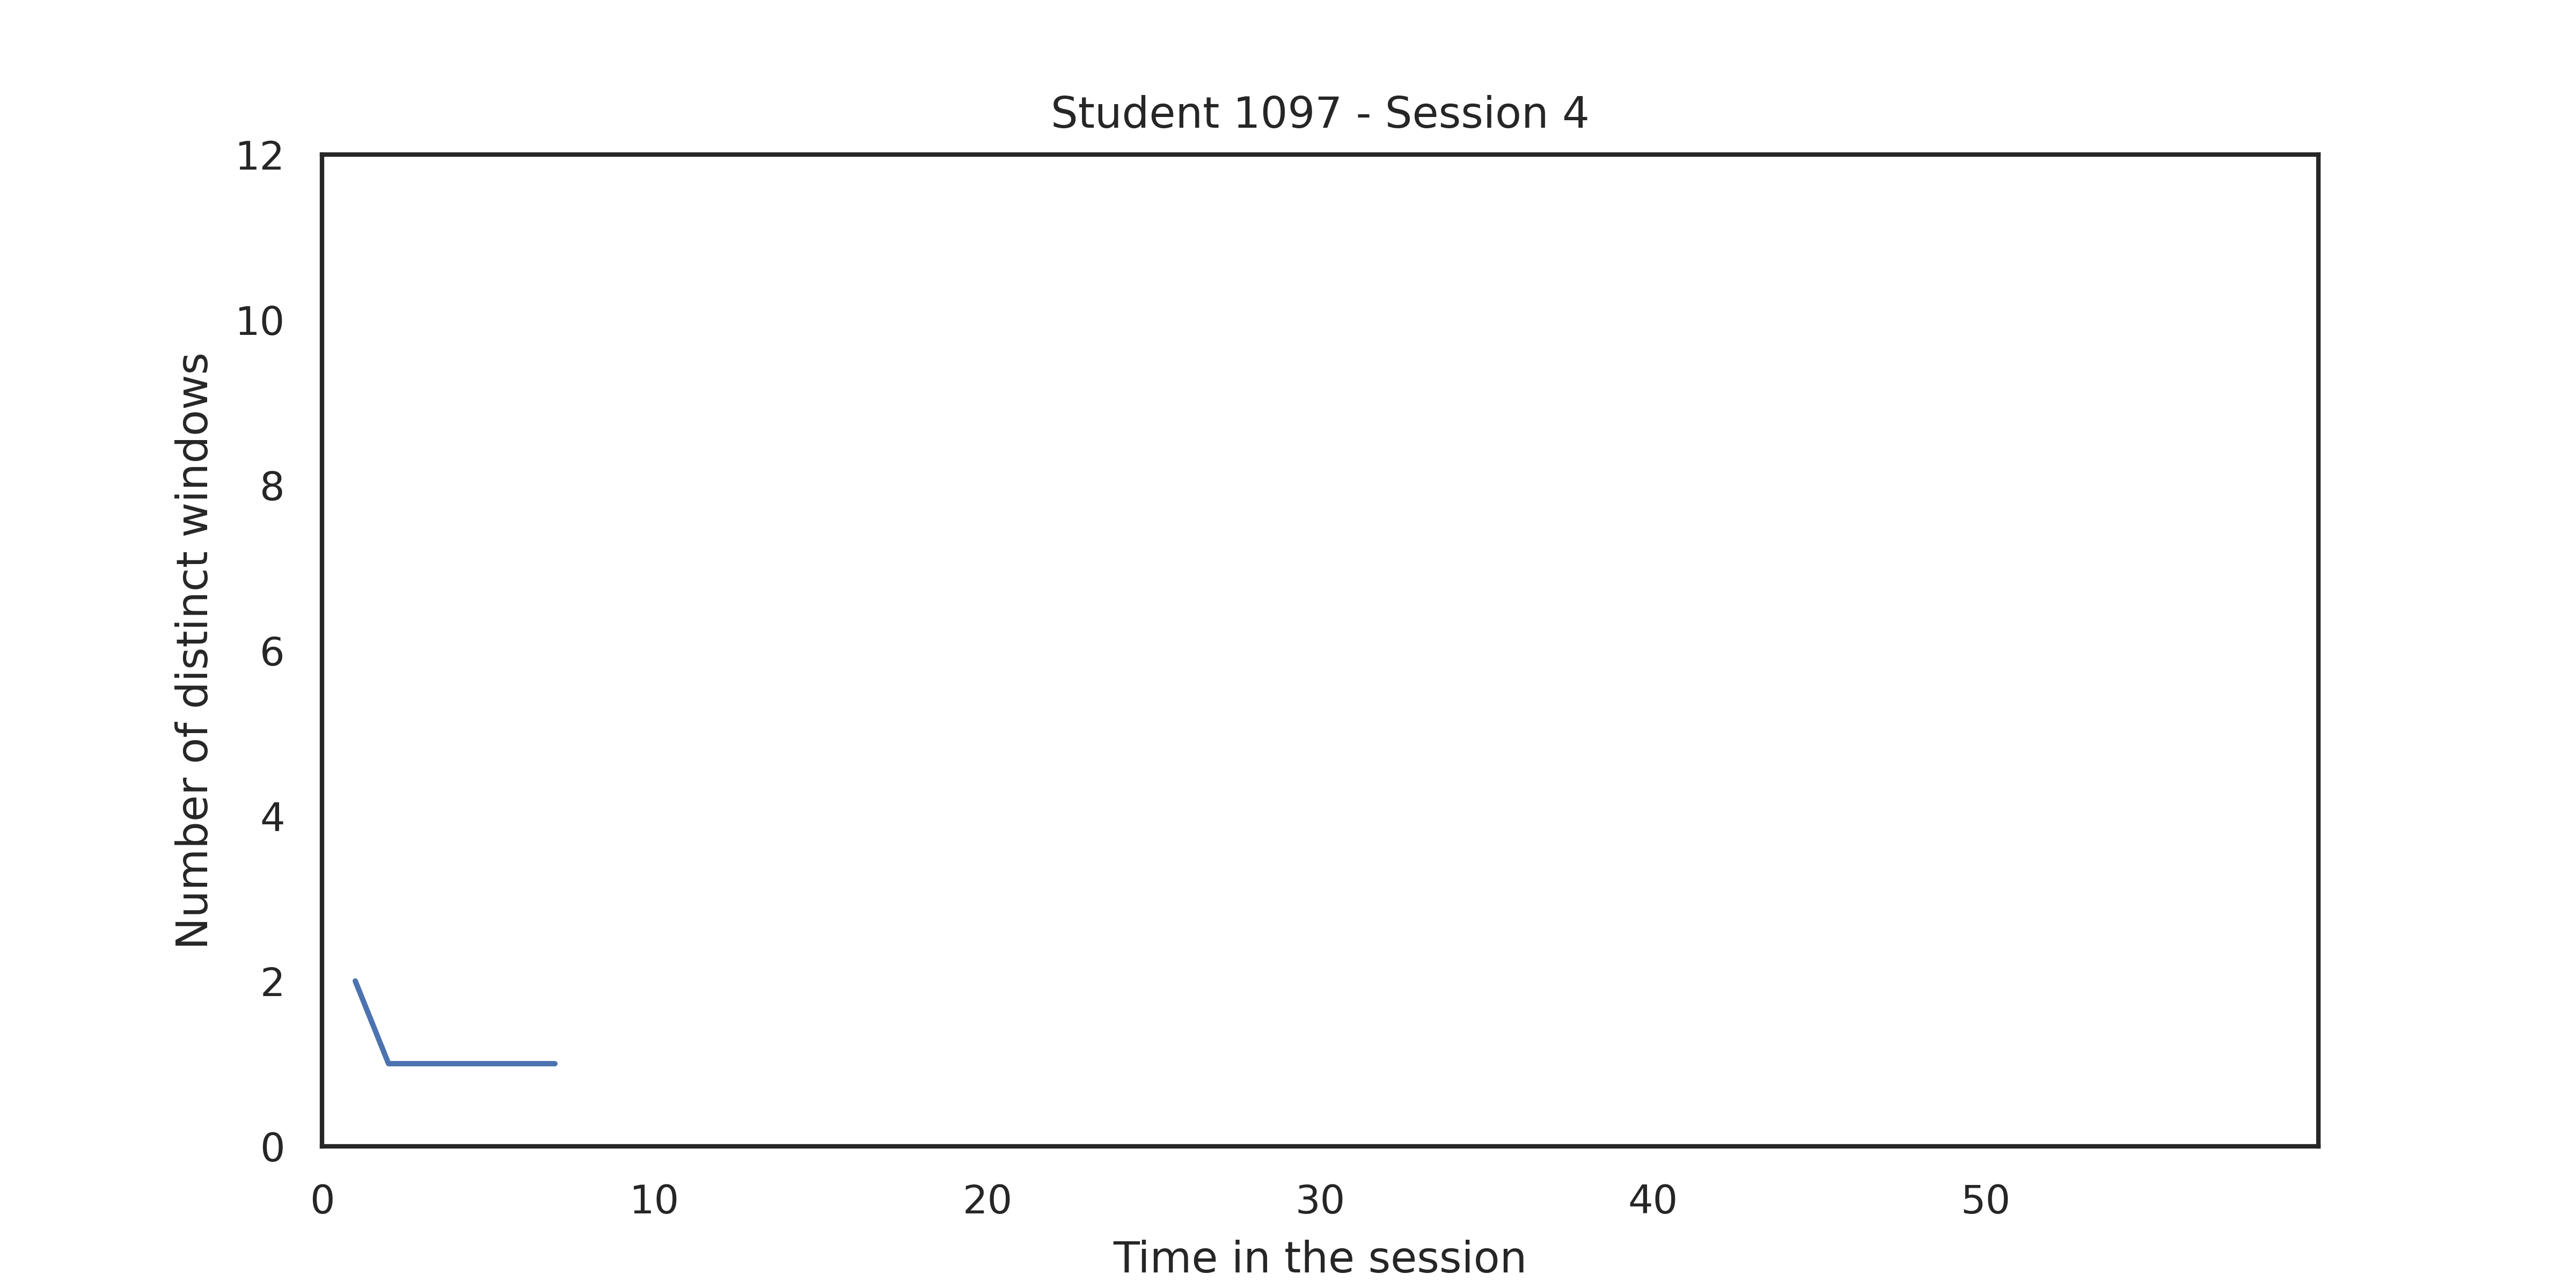 Student 1097 - Session 4
12
10
8
6
4
2
0
Number of distinct windows
0 10 20 30 40 50
Time in the session